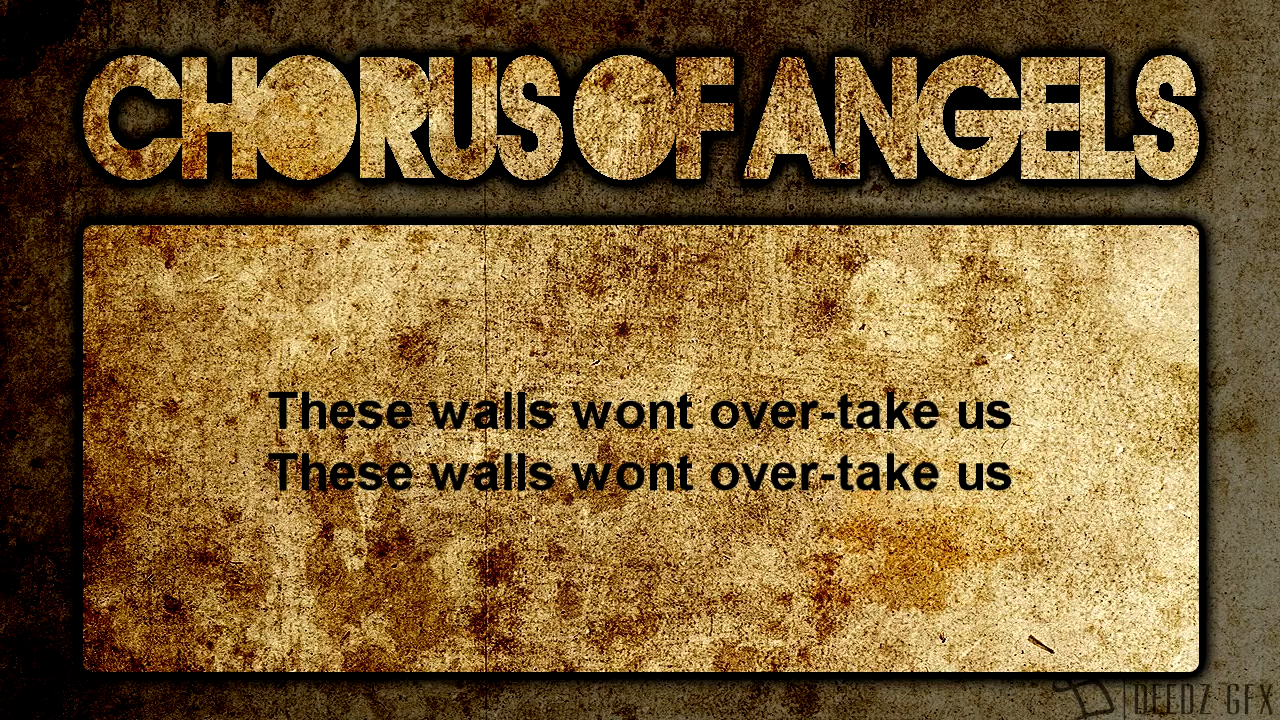 CHORUS OF ANGELS
These walls wont over-take us
These walls wont over-take us
DEEDZ GFX